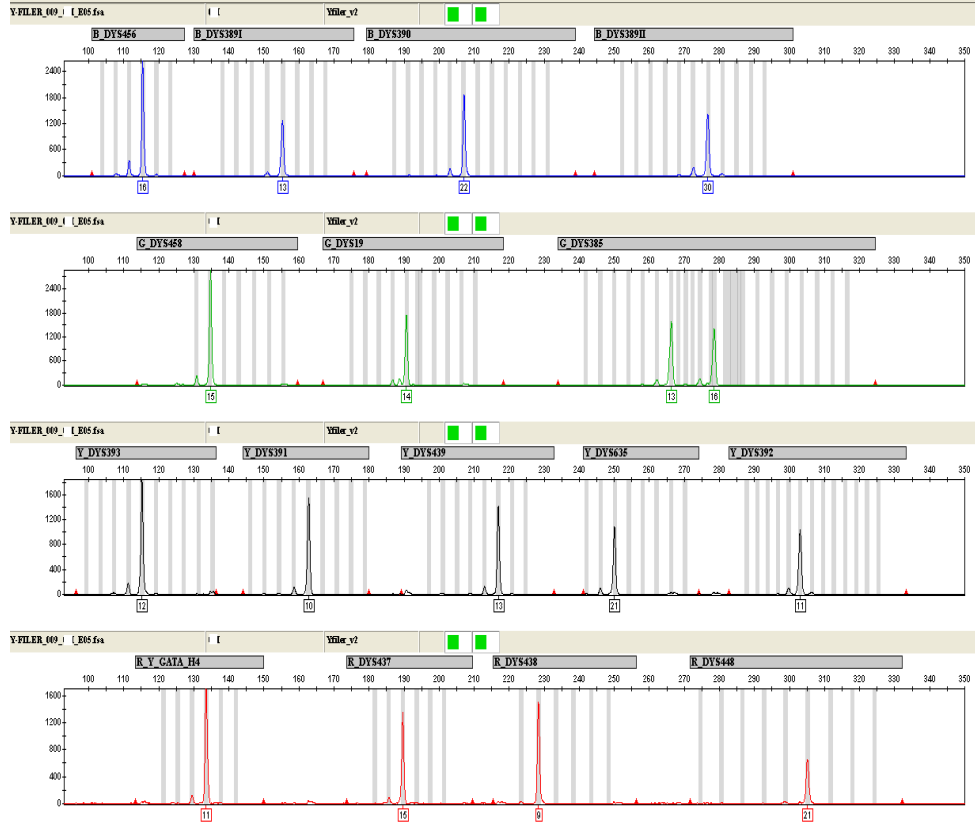 Y-FILER_009_ _E05.fsa Yfiler_v2
B_DYS456 B_DYS389I B_DYS390 B_DYS389II
100 110 120 130 140 150 160 170 180 190 200 210 220 230 240 250 260 270 280 290 300 310 320 330 340 350
2400
1800
1200
600
0
16 13 22 30
Y-FILER_009_ _E05.fsa Yfiler_v2
G_DYS458 G_DYS19 G_DYS385
100 110 120 130 140 150 160 170 180 190 200 210 220 230 240 250 260 270 280 290 300 310 320 330 340 350
2400
1800
1200
600
0
15 14 13 16
Y-FILER_009_ _E05.fsa Yfiler_v2
Y_DYS393 Y_DYS391 Y_DYS439 Y_DYS635 Y_DYS392
100 110 120 130 140 150 160 170 180 190 200 210 220 230 240 250 260 270 280 290 300 310 320 330 340 350
1600
1200
800
400
0
12 10 13 21 11
Y-FILER_009_ _E05.fsa Yfiler_v2
R_Y_GATA_H4 R_DYS437 R_DYS438 R_DYS448
100 110 120 130 140 150 160 170 180 190 200 210 220 230 240 250 260 270 280 290 300 310 320 330 340 350
1600
1200
800
400
0
11 15 9 21